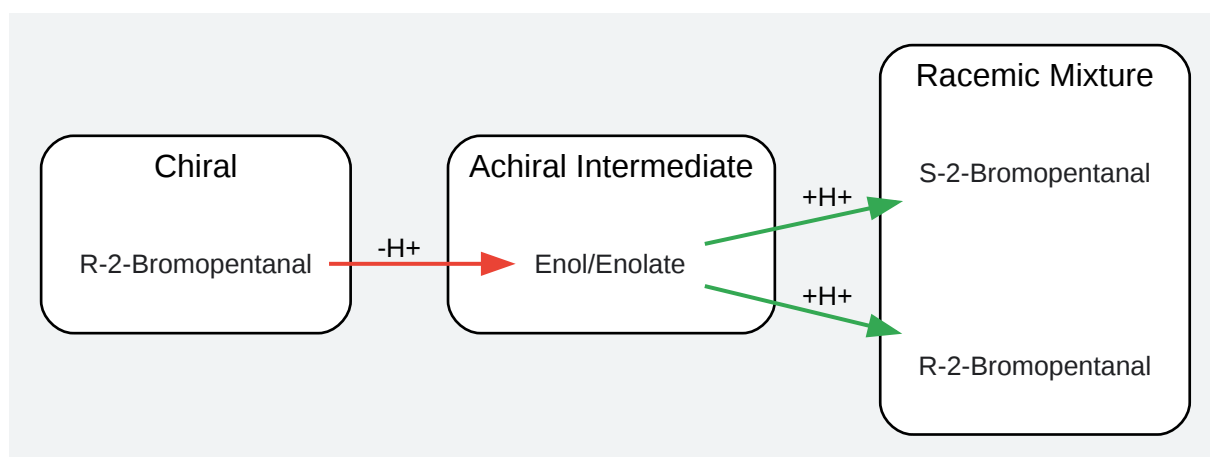 Chiral
R-2-Bromopentanal
-H+
Achiral Intermediate
Enol/Enolate
+H+
+H+
Racemic Mixture
S-2-Bromopentanal
R-2-Bromopentanal